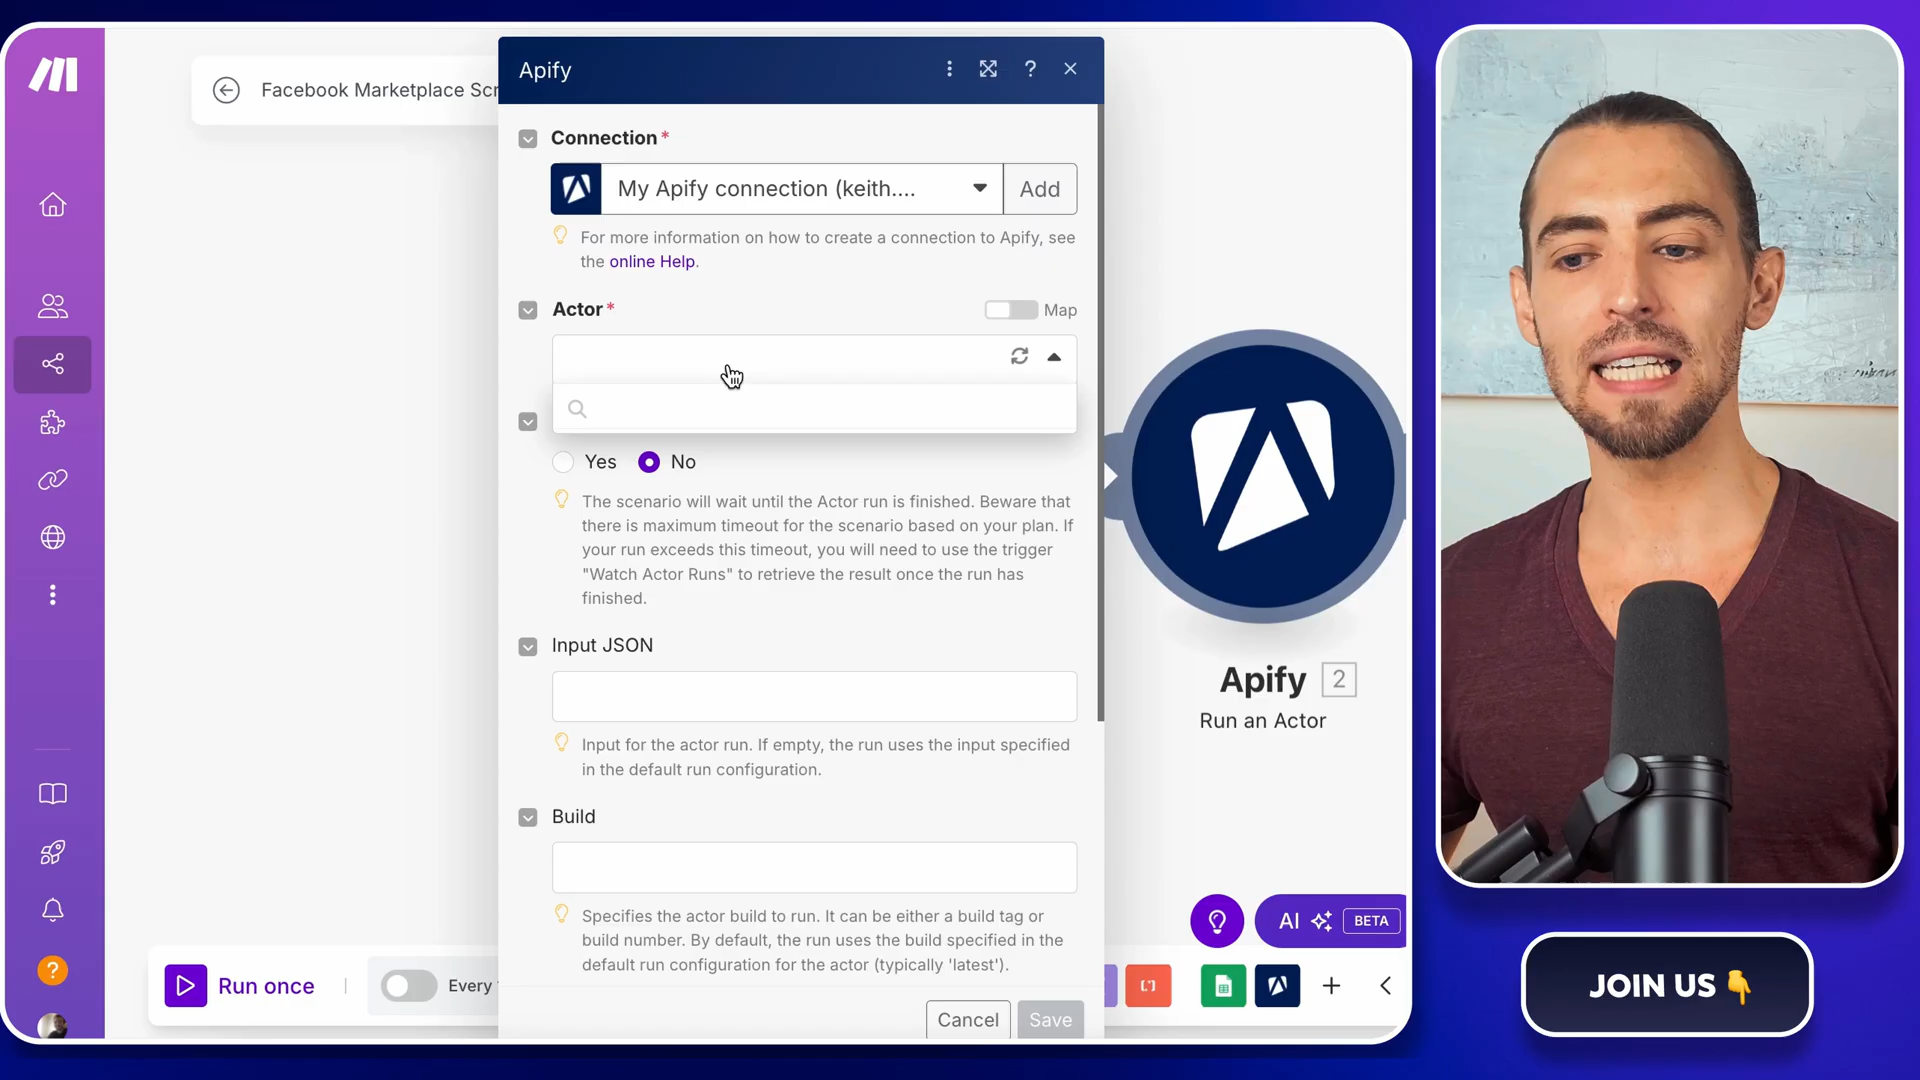 Facebook Marketplace Scr
Apify
Connection *
My Apify connection (keith....
Add
For more information on how to create a connection to Apify, see
the online Help.
Actor *
Map
Yes
No
The scenario will wait until the Actor run is finished. Beware that
there is maximum timeout for the scenario based on your plan. If
your run exceeds this timeout, you will need to use the trigger
"Watch Actor Runs" to retrieve the result once the run has
finished.
Input JSON
Input for the actor run. If empty, the run uses the input specified
in the default run configuration.
Build
Specifies the actor build to run. It can be either a build tag or
build number. By default, the run uses the build specified in the
default run configuration for the actor (typically 'latest').
Cancel
Save
Run once
Every
Apify 2
Run an Actor
AI BETA
JOIN US 👇